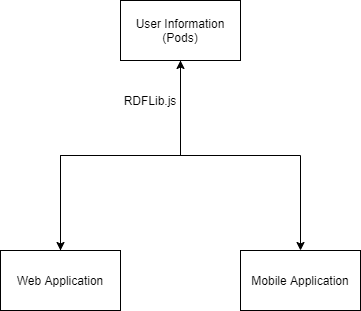 User Information
(Pods)
RDFLib.js
Web Application
Mobile Application